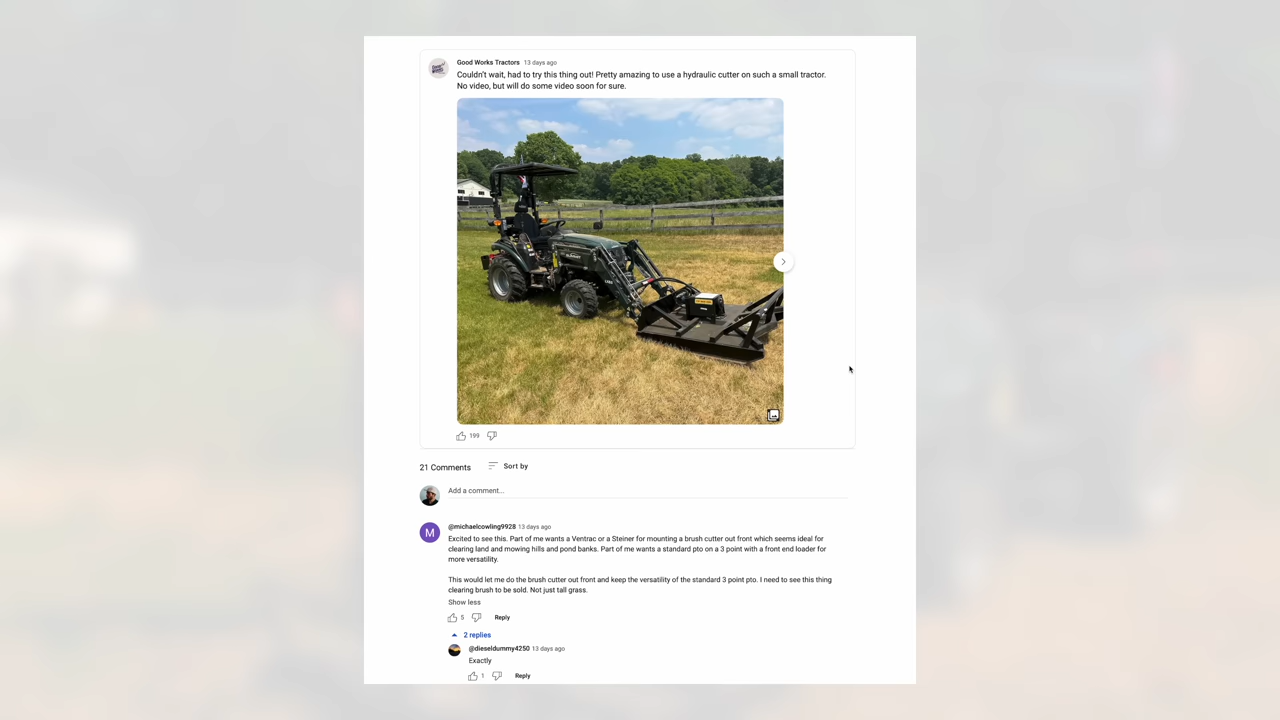 Good Works Tractors 13 days ago
Couldn't wait, had to try this thing out! Pretty amazing to use a hydraulic cutter on such a small tractor.
No video, but will do some video soon for sure.
199
21 Comments Sort by
Add a comment...
M
@michaelcowling9928 13 days ago
Excited to see this. Part of me wants a Ventrac or a Steiner for mounting a brush cutter out front which seems ideal for
clearing land and mowing hills and pond banks. Part of me wants a standard pto on a 3 point with a front end loader for
more versatility.
This would let me do the brush cutter out front and keep the versatility of the standard 3 point pto. I need to see this thing
clearing brush to be sold. Not just tall grass.
Show less
5 Reply
2 replies
@dieseldummy4250 13 days ago
Exactly
1 Reply